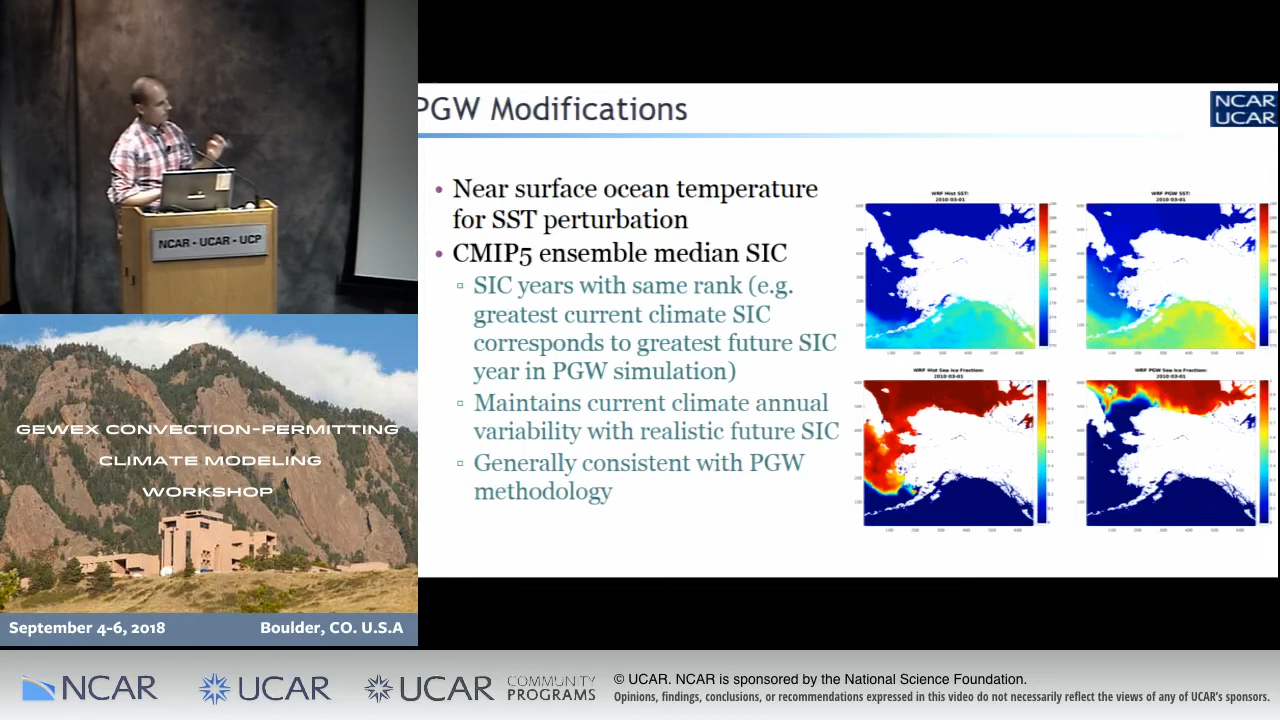 NCAR - UCAR - UCP
GEWEX CONVECTION-PERMITTING
CLIMATE MODELING
WORKSHOP
September 4-6, 2018
Boulder, CO. U.S.A
PGW Modifications
NCAR
UCAR
• Near surface ocean temperature
for SST perturbation
• CMIP5 ensemble median SIC
▫ SIC years with same rank (e.g.
greatest current climate SIC
corresponds to greatest future SIC
year in PGW simulation)
▫ Maintains current climate annual
variability with realistic future SIC
▫ Generally consistent with PGW
methodology
WRF Hist SST:
2010-03-01
WRF PGW SST:
2010-03-01
WRF Hist Sea Ice Fraction:
2010-03-01
WRF PGW Sea Ice Fraction:
2010-03-01
NCAR
UCAR
UCAR
COMMUNITY
PROGRAMS
© UCAR. NCAR is sponsored by the National Science Foundation.
Opinions, findings, conclusions, or recommendations expressed in this video do not necessarily reflect the views of any of UCAR's sponsors.